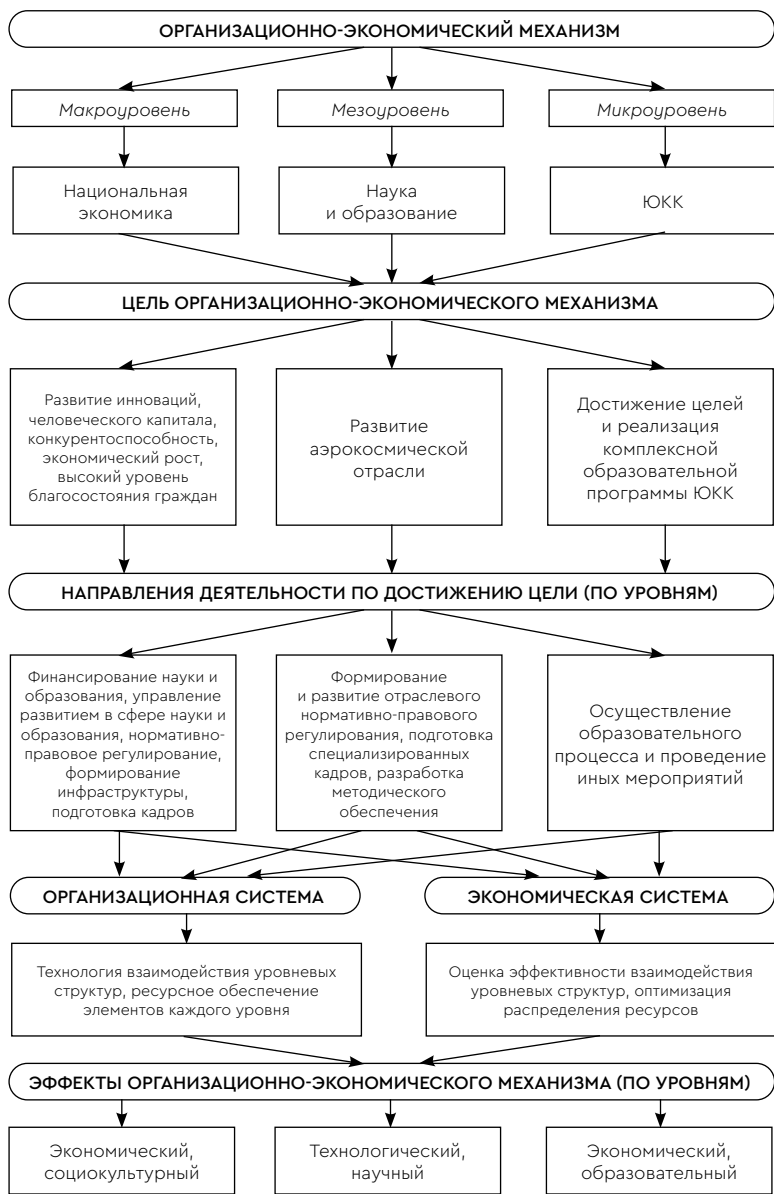 ОРГАНИЗАЦИОННО-ЭКОНОМИЧЕСКИЙ МЕХАНИЗМ
Макроуровень
Мезоуровень
Микроуровень
Национальная
экономика
Наука
и образование
ЮКК
ЦЕЛЬ ОРГАНИЗАЦИОННО-ЭКОНОМИЧЕСКОГО МЕХАНИЗМА
Развитие инноваций,
человеческого капитала,
конкурентоспособность,
экономический рост,
высокий уровень
благосостояния граждан
Развитие
аэрокосмической
отрасли
Достижение целей
и реализация
комплексной
образовательной
программы ЮКК
НАПРАВЛЕНИЯ ДЕЯТЕЛЬНОСТИ ПО ДОСТИЖЕНИЮ ЦЕЛИ (ПО УРОВНЯМ)
Финансирование науки и
образования, управление
развитием в сфере науки и
образования, нормативно-
правовое регулирование,
формирование
инфраструктуры,
подготовка кадров
Формирование
и развитие отраслевого
нормативно-правового
регулирования, подготовка
специализированных
кадров, разработка
методического
обеспечения
Осуществление
образовательного
процесса и проведение
иных мероприятий
ОРГАНИЗАЦИОННАЯ СИСТЕМА
ЭКОНОМИЧЕСКАЯ СИСТЕМА
Технология взаимодействия уровневых
структур, ресурсное обеспечение
элементов каждого уровня
Оценка эффективности взаимодействия
уровневых структур, оптимизация
распределения ресурсов
ЭФФЕКТЫ ОРГАНИЗАЦИОННО-ЭКОНОМИЧЕСКОГО МЕХАНИЗМА (ПО УРОВНЯМ)
Экономический,
социокультурный
Технологический,
научный
Экономический,
образовательный